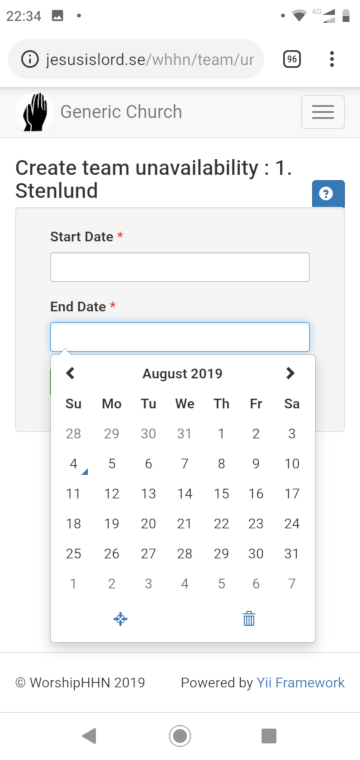 22:34
4G
jesusislord.se/whhn/team/ur
96
Generic Church
Create team unavailability : 1.
Stenlund
?
Start Date *
End Date *
August 2019
Su Mo Tu We Th Fr Sa
28 29 30 31 1 2 3
4 5 6 7 8 9 10
11 12 13 14 15 16 17
18 19 20 21 22 23 24
25 26 27 28 29 30 31
1 2 3 4 5 6 7
© WorshipHHN 2019 Powered by Yii Framework